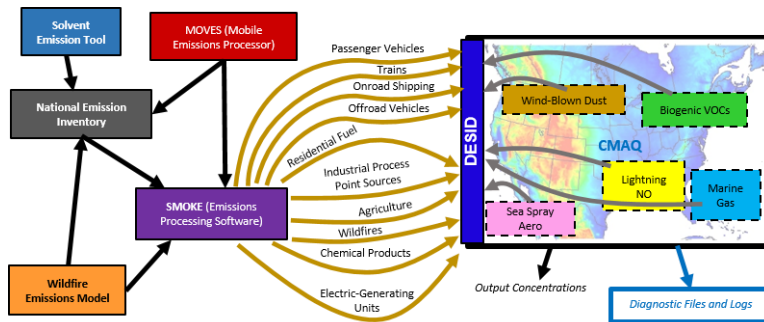 Solvent
Emission Tool
MOVES (Mobile
Emissions Processor)
National Emission
Inventory
SMOKE (Emissions
Processing Software)
Wildfire
Emissions Model
Passenger Vehicles
Trains
Onroad Shipping
Offroad Vehicles
Residential Fuel
Industrial Process
Point Sources
Agriculture
Wildfires
Chemical Products
Electric-Generating
Units
DESID
Wind-Blown Dust
Biogenic VOCs
CMAQ
Lightning
NO
Marine
Gas
Sea Spray
Aero
Output Concentrations
Diagnostic Files and Logs